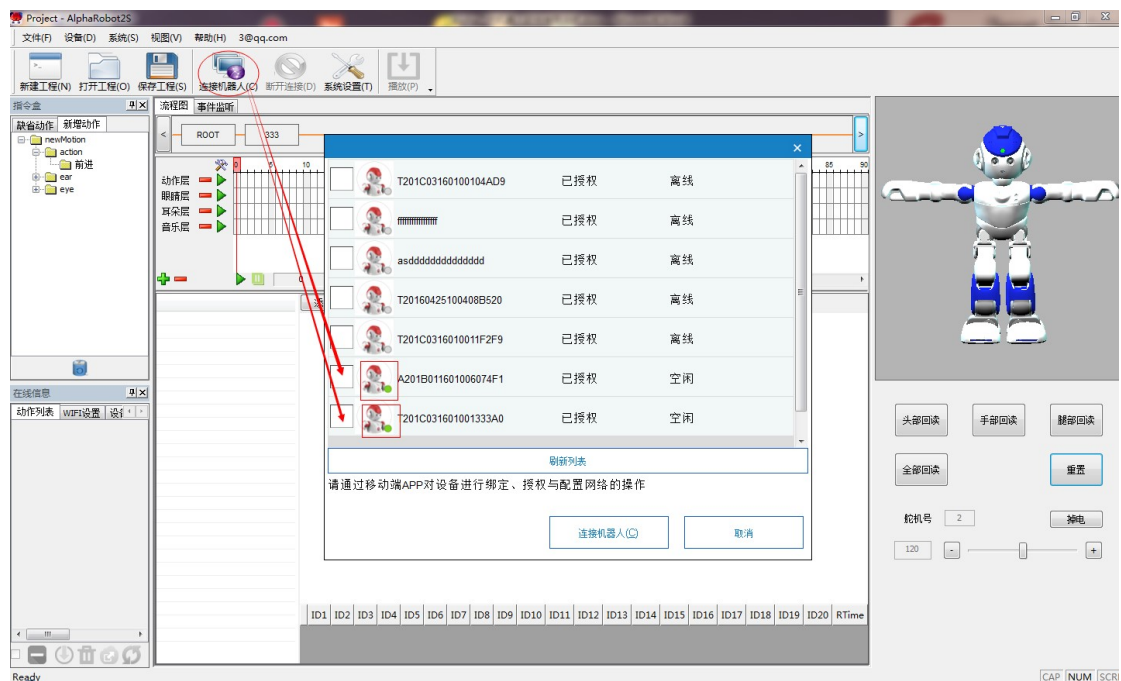 Project - AlphaRobot2S
文件(F) 设备(D) 系统(S) 视图(V) 帮助(H) 3@qq.com
新建工程(N) 打开工程(O) 保存工程(S) 连接机器人(C) 断开连接(D) 系统设置(T) 播放(P)
指令盒
缺省动作 新增动作
newMotion
action
前进
ear
eye
流程图 事件监听
< ROOT 333 >
0 5 10 85 90
动作层
眼睛层
耳朵层
音乐层
T201C03160100104AD9 已授权 离线
ffffffffffffffff 已授权 离线
asdddddddddddddd 已授权 离线
T20160425100408B520 已授权 离线
T201C0316010011F2F9 已授权 离线
A201B011601006074F1 已授权 空闲
T201C031601001333A0 已授权 空闲
刷新列表
请通过移动端APP对设备进行绑定、授权与配置网络的操作
连接机器人(C) 取消
在线信息
动作列表 WIFI设置
ID1 ID2 ID3 ID4 ID5 ID6 ID7 ID8 ID9 ID10 ID11 ID12 ID13 ID14 ID15 ID16 ID17 ID18 ID19 ID20 RTime
头部回读 手部回读 腿部回读
全部回读 重置
舵机号 2 掉电
120 - +
Ready
CAP NUM SCRL